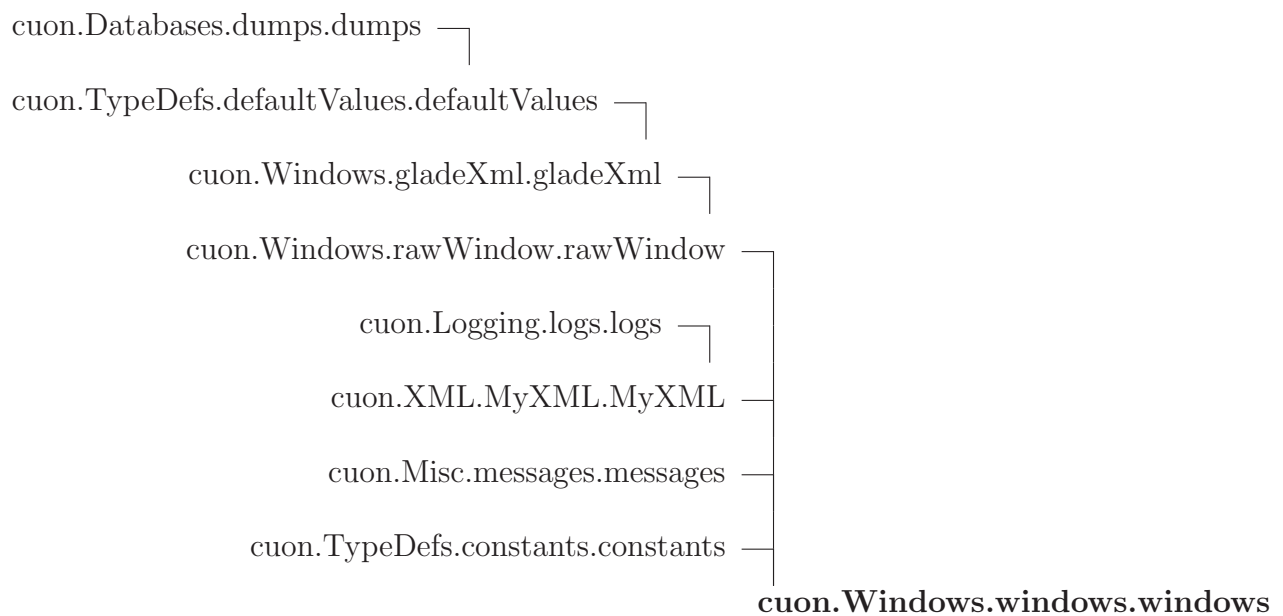 cuon.Databases.dumps.dumps
cuon.TypeDefs.defaultValues.defaultValues
cuon.Windows.gladeXml.gladeXml
cuon.Windows.rawWindow.rawWindow
cuon.Logging.logs.logs
cuon.XML.MyXML.MyXML
cuon.Misc.messages.messages
cuon.TypeDefs.constants.constants
cuon.Windows.windows.windows